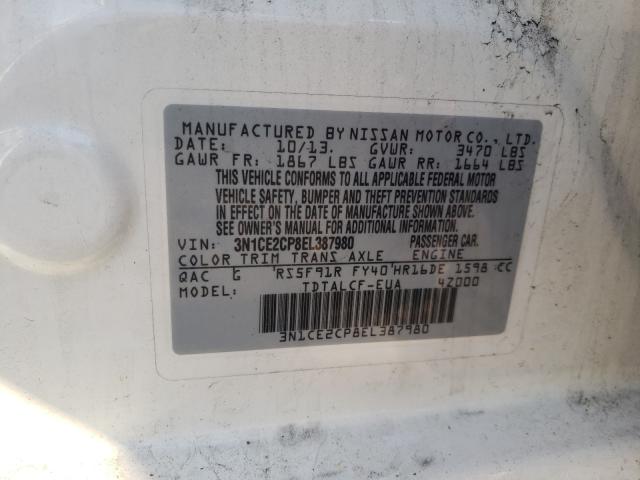 MANUFACTURED BY NISSAN MOTOR CO., LTD.
DATE: 10/13. GVWR: 3470 LBS
GAWR FR: 1867 LBS GAWR RR: 1664 LBS
THIS VEHICLE CONFORMS TO ALL APPLICABLE FEDERAL MOTOR
VEHICLE SAFETY, BUMPER AND THEFT PREVENTION STANDARDS
IN EFFECT ON THE DATE OF MANUFACTURE SHOWN ABOVE.
SEE OWNER'S MANUAL FOR ADDITIONAL INFORMATION.
VIN: 3N1CE2CP8EL387980 PASSENGER CAR.
COLOR TRIM TRANS AXLE ENGINE
QAC G RS5F91R FY40 HR16DE 1598 CC
MODEL: TDTALCF-EUA 4Z000
3N1CE2CP8EL387980